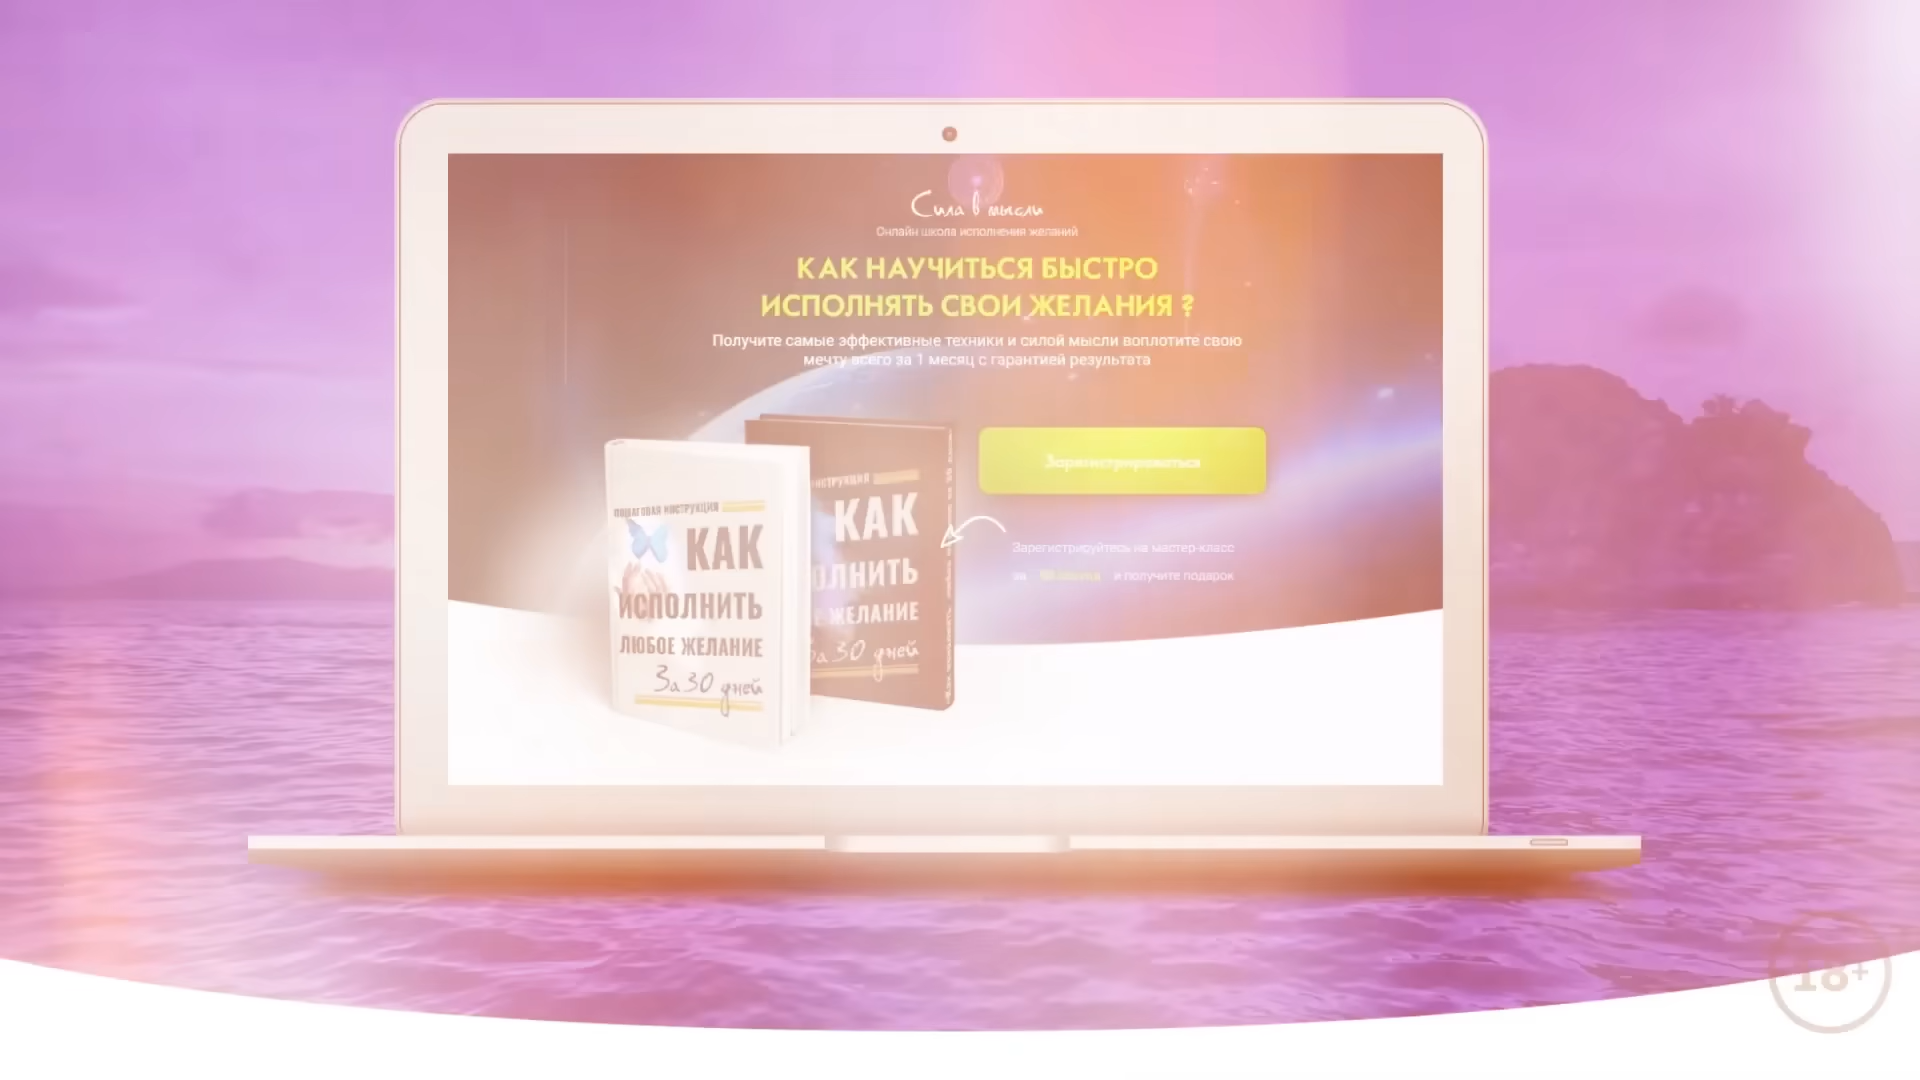 Сила в мысли
Онлайн школа исполнения желаний
КАК НАУЧИТЬСЯ БЫСТРО
ИСПОЛНЯТЬ СВОИ ЖЕЛАНИЯ ?
Получите самые эффективные техники и силой мысли воплотите свою
мечту всего за 1 месяц с гарантией результата
Зарегистрироваться
Зарегистрируйтесь на мастер-класс
за и получите подарок
ПОШАГОВАЯ ИНСТРУКЦИЯ
КАК
ИСПОЛНИТЬ
ЛЮБОЕ ЖЕЛАНИЕ
За 30 дней
КАК
ЖЕЛАНИЕ
За 30 дней
18+